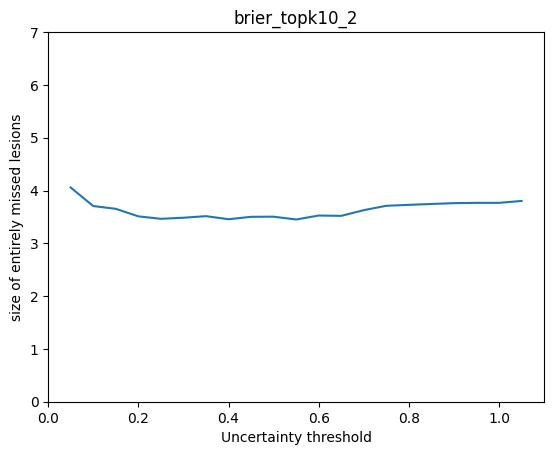 brier_topk10_2
7
6
5
4
3
2
1
0
size of entirely missed lesions
0.0 0.2 0.4 0.6 0.8 1.0
Uncertainty threshold